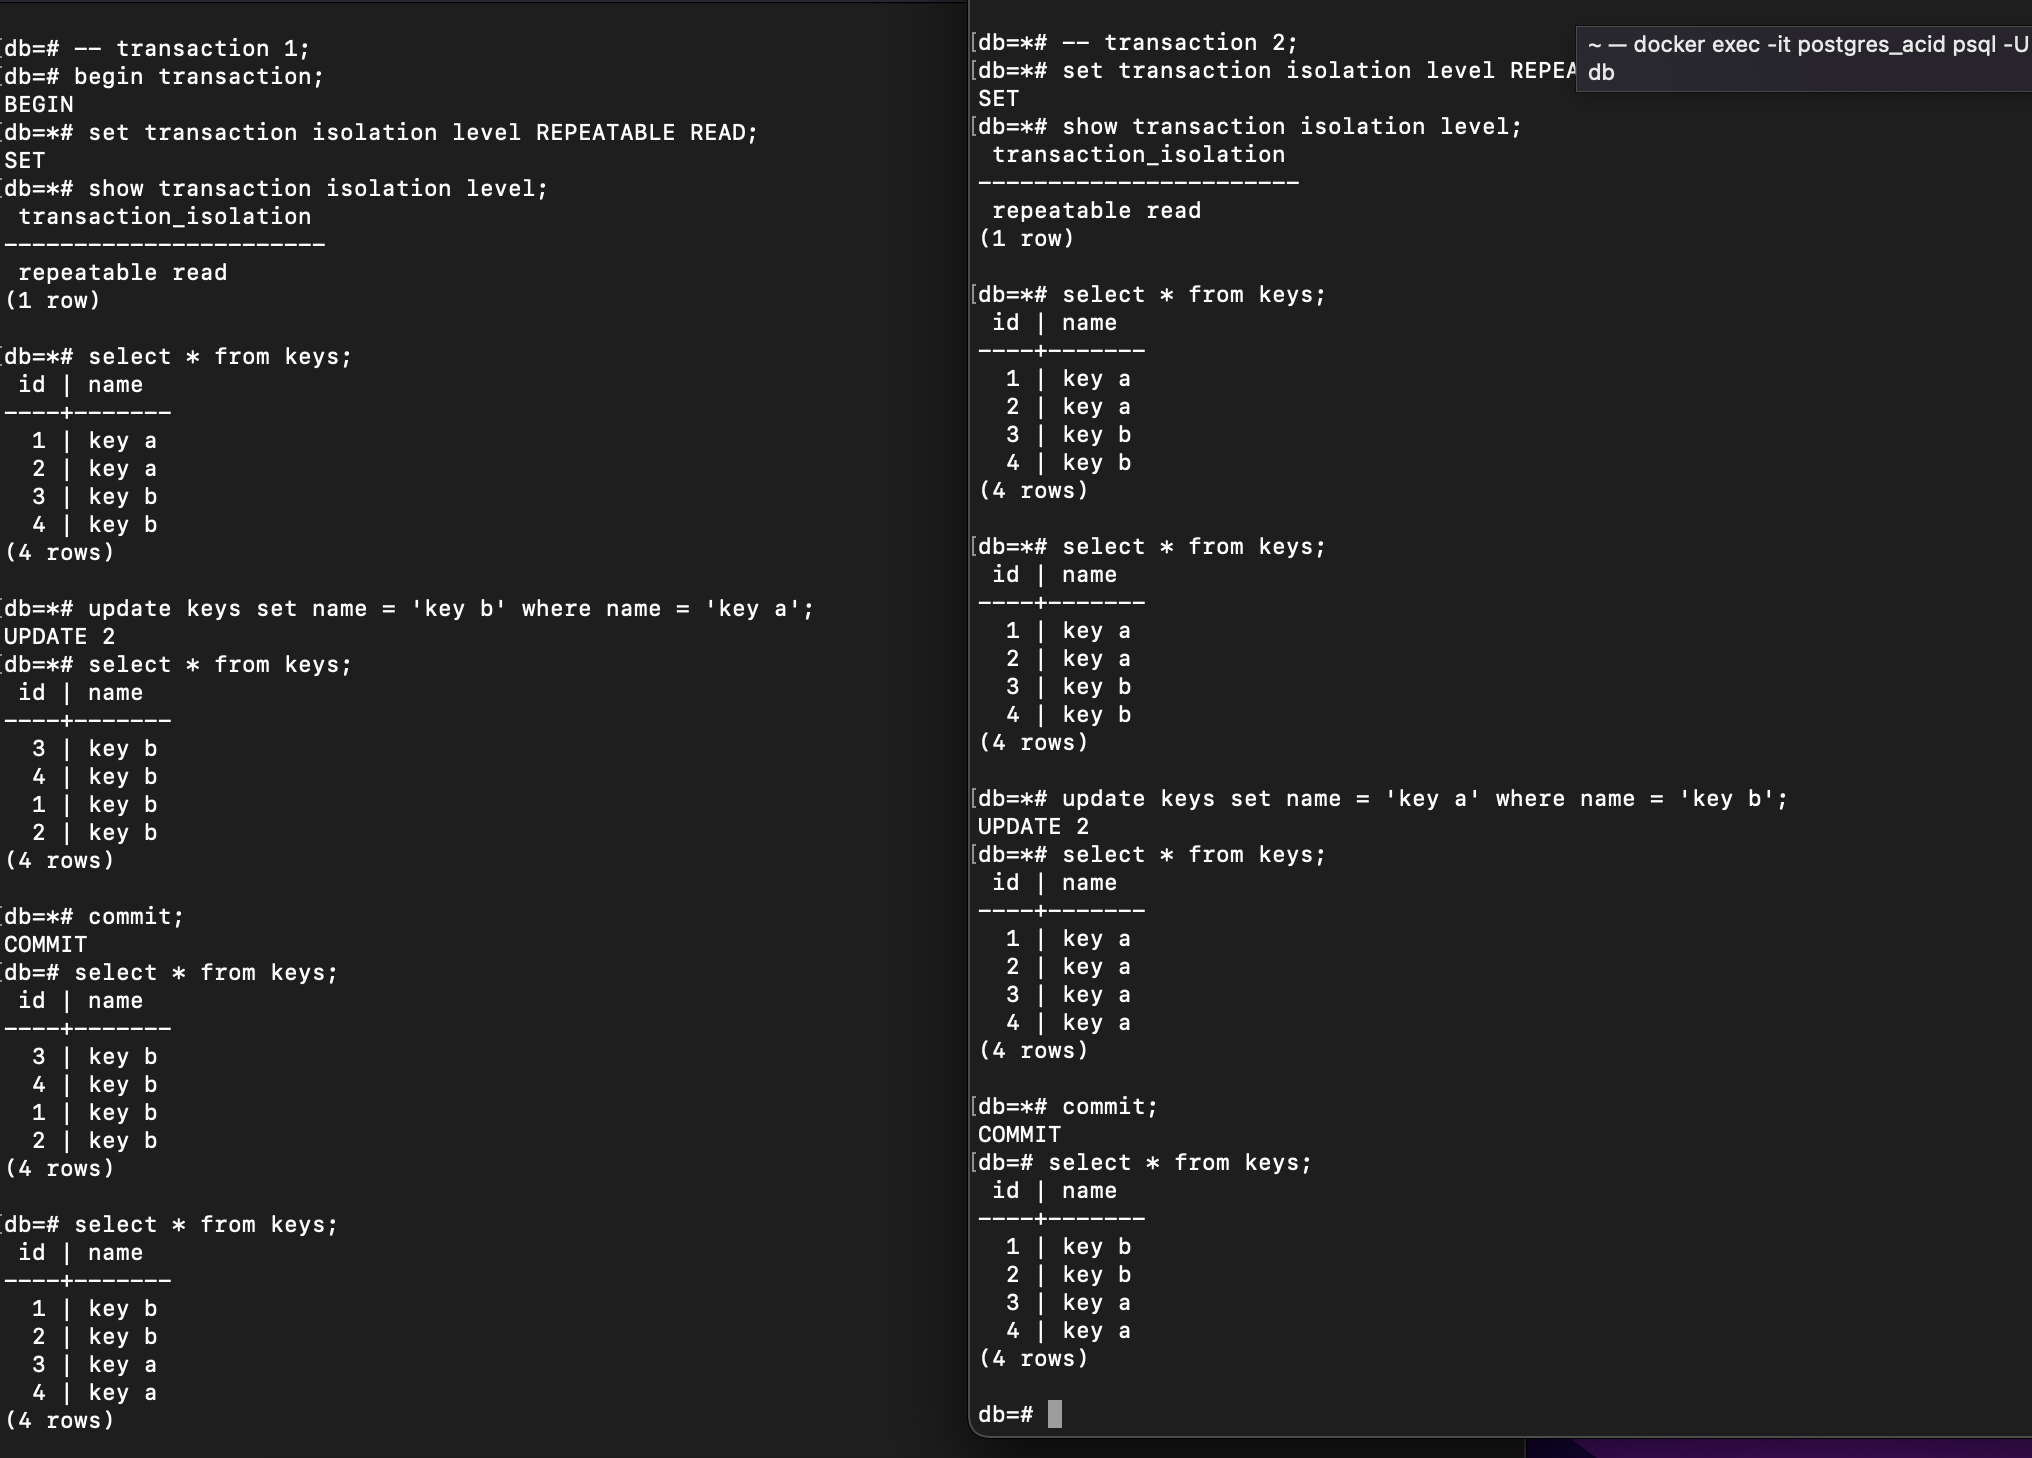 db=# -- transaction 1;
db=# begin transaction;
BEGIN
db=*# set transaction isolation level REPEATABLE READ;
SET
db=*# show transaction isolation level;
 transaction_isolation
-----------------------
 repeatable read
(1 row)

db=*# select * from keys;
 id | name
----+-------
  1 | key a
  2 | key a
  3 | key b
  4 | key b
(4 rows)

db=*# update keys set name = 'key b' where name = 'key a';
UPDATE 2
db=*# select * from keys;
 id | name
----+-------
  3 | key b
  4 | key b
  1 | key b
  2 | key b
(4 rows)

db=*# commit;
COMMIT
db=# select * from keys;
 id | name
----+-------
  3 | key b
  4 | key b
  1 | key b
  2 | key b
(4 rows)

db=# select * from keys;
 id | name
----+-------
  1 | key b
  2 | key b
  3 | key a
  4 | key a
(4 rows)

db=*# -- transaction 2;
db=*# set transaction isolation level REPEA
SET
db=*# show transaction isolation level;
 transaction_isolation
-----------------------
 repeatable read
(1 row)

db=*# select * from keys;
 id | name
----+-------
  1 | key a
  2 | key a
  3 | key b
  4 | key b
(4 rows)

db=*# select * from keys;
 id | name
----+-------
  1 | key a
  2 | key a
  3 | key b
  4 | key b
(4 rows)

db=*# update keys set name = 'key a' where name = 'key b';
UPDATE 2
db=*# select * from keys;
 id | name
----+-------
  1 | key a
  2 | key a
  3 | key a
  4 | key a
(4 rows)

db=*# commit;
COMMIT
db=# select * from keys;
 id | name
----+-------
  1 | key b
  2 | key b
  3 | key a
  4 | key a
(4 rows)

db=#
~ — docker exec -it postgres_acid psql -U
db